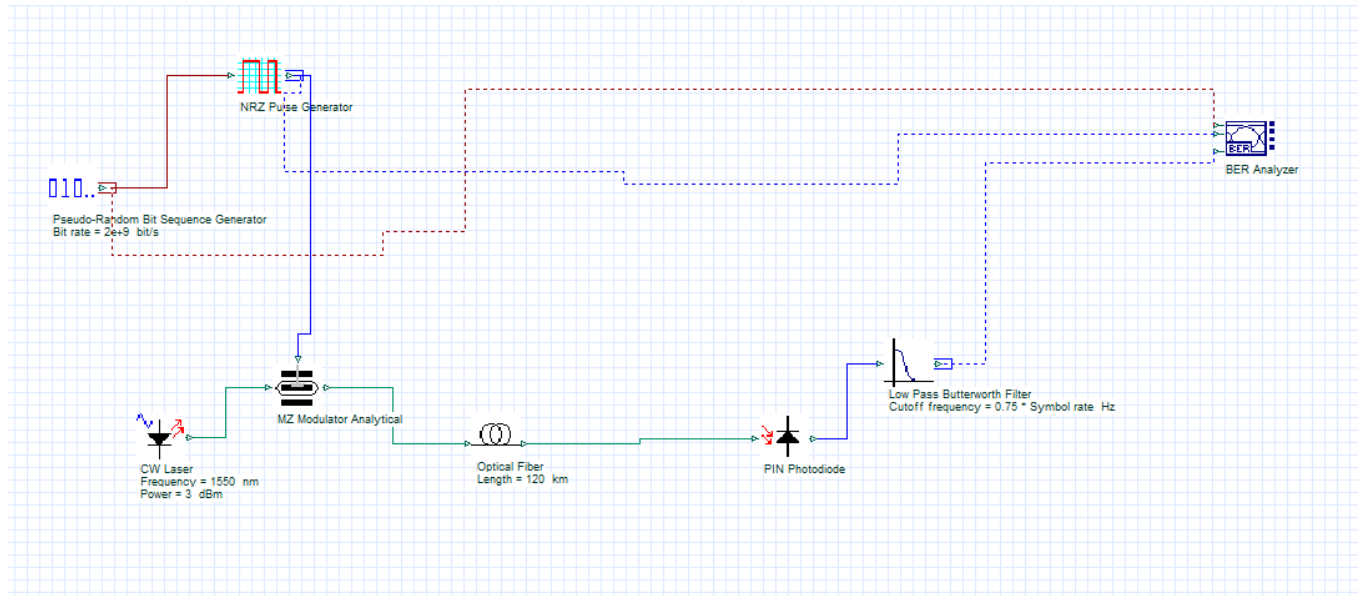 NRZ Pulse Generator
BER
BER Analyzer
010..
Pseudo-Random Bit Sequence Generator
Bit rate = 2e+9 bit/s
Low Pass Butterworth Filter
Cutoff frequency = 0.75 * Symbol rate Hz
MZ Modulator Analytical
CW Laser
Frequency = 1550 nm
Power = 3 dBm
Optical Fiber
Length = 120 km
PIN Photodiode